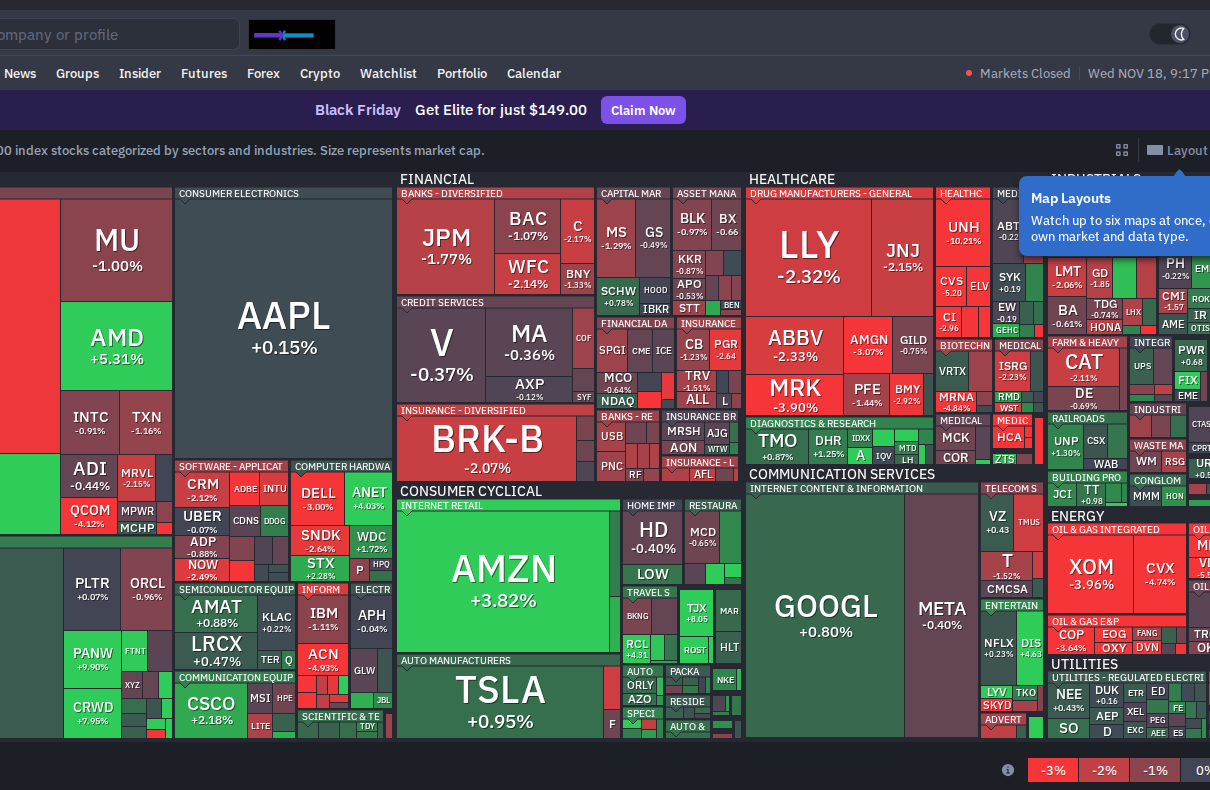 ompany or profile
News Groups Insider Futures Forex Crypto Watchlist Portfolio Calendar
Markets Closed Wed NOV 18, 9:17 P
Black Friday Get Elite for just $149.00 Claim Now
00 index stocks categorized by sectors and industries. Size represents market cap.
Layout
Map Layouts
Watch up to six maps at once,
own market and data type.
MU
-1.00%
AMD
+5.31%
INTC
-0.91%
TXN
-1.16%
ADI
-0.44%
MRVL
-2.15%
QCOM
-4.12%
MPWR
MCHP
PLTR
+0.07%
ORCL
-0.96%
PANW
+9.90%
FTNT
XYZ
CRWD
+7.95%
CONSUMER ELECTRONICS
AAPL
+0.15%
SOFTWARE - APPLICAT
CRM
-2.12%
ADBE
INTU
UBER
-0.07%
CDNS
DDOG
ADP
-0.88%
NOW
-2.49%
COMPUTER HARDWA
DELL
-3.00%
ANET
+4.03%
SNDK
-2.64%
WDC
+1.72%
STX
+2.28%
P
HPQ
SEMICONDUCTOR EQUIP
AMAT
+0.88%
KLAC
+0.22%
LRCX
+0.47%
TER
Q
INFORM
IBM
-1.11%
ACN
-4.93%
ELECTR
APH
-0.04%
GLW
JBL
COMMUNICATION EQUIP
CSCO
+2.18%
MSI
HPE
LITE
SCIENTIFIC & TE
TDY
FINANCIAL
BANKS - DIVERSIFIED
JPM
-1.77%
BAC
-1.07%
C
-2.17%
WFC
-2.14%
BNY
-1.33%
CAPITAL MAR
MS
-1.29%
GS
-0.49%
SCHW
+0.78%
HOOD
IBKR
ASSET MANA
BLK
-0.97%
BX
-0.66
KKR
-0.87%
APO
-0.53%
STT
BEN
CREDIT SERVICES
V
-0.37%
MA
-0.36%
COF
AXP
-0.12%
SYF
FINANCIAL DA
SPGI
CME
ICE
MCO
-0.64%
NDAQ
INSURANCE
CB
-1.23%
PGR
-2.64
TRV
-1.51%
ALL
L
INSURANCE - DIVERSIFIED
BRK-B
-2.07%
BANKS - RE
USB
PNC
RF
INSURANCE BR
MRSH
AJG
AON
WTW
INSURANCE - L
AFL
CONSUMER CYCLICAL
INTERNET RETAIL
AMZN
+3.82%
HOME IMP
HD
-0.40%
LOW
RESTAURA
MCD
-0.65%
TRAVEL S
BKNG
RCL
+4.31
TJX
+8.05
ROST
MAR
HLT
AUTO MANUFACTURERS
TSLA
+0.95%
F
AUTO
ORLY
AZO
SPECI
PACKA
RESIDE
AUTO &
NKE
HEALTHCARE
DRUG MANUFACTURERS - GENERAL
LLY
-2.32%
JNJ
-2.15%
ABBV
-2.33%
AMGN
-3.07%
GILD
-0.75%
MRK
-3.90%
PFE
-1.44%
BMY
-2.92%
HEALTHC
UNH
-10.21%
CVS
-5.20
ELV
CI
-2.96
MED
ABT
-0.22
SYK
-0.19
EW
-0.19
GEHC
BIOTECHN
VRTX
MRNA
-4.84%
MEDICAL
ISRG
-2.23%
RMD
WST
DIAGNOSTICS & RESEARCH
TMO
+0.87%
DHR
+1.25%
IDXX
A
IQV
MTD
LH
MEDICAL
MCK
COR
MEDIC
HCA
ZTS
COMMUNICATION SERVICES
INTERNET CONTENT & INFORMATION
GOOGL
+0.80%
META
-0.40%
TELECOM S
VZ
+0.43
TMUS
T
-1.52%
CMCSA
ENTERTAIN
NFLX
+0.23%
DIS
+4.63
LYV
TKO
SKYD
ADVERT
INDUSTRIALS
LMT
-2.06%
GD
-1.85
BA
-0.61%
TDG
-0.74%
LHX
HONA
PH
-0.22%
EM
CMI
-1.57
ROK
AME
IR
OTIS
FARM & HEAVY
CAT
-2.11%
DE
-0.69%
INTEGR
UPS
PWR
+0.68
FIX
EME
RAILROADS
UNP
+1.30%
CSX
WAB
INDUSTRI
CTAS
WASTE MA
WM
RSG
CPRT
UR
+0.5
BUILDING PRO
JCI
TT
+0.98
CONGLOM
MMM
HON
ENERGY
OIL & GAS INTEGRATED
XOM
-3.96%
CVX
-4.74%
OIL
OIL & GAS E&P
COP
-3.64%
EOG
FANG
OXY
DVN
OIL
TR
UTILITIES
UTILITIES - REGULATED ELECTRI
NEE
+0.43%
DUK
+0.16
ETR
ED
XEL
FE
AEP
PEG
SO
D
EXC
AEE
ES
-3% -2% -1% 0%